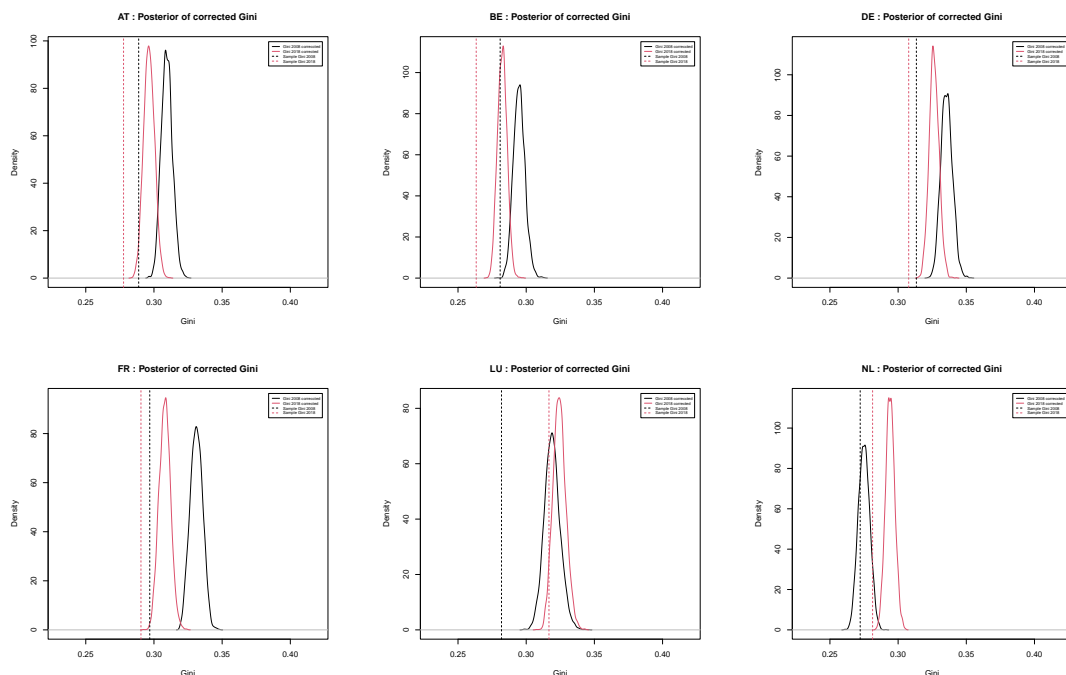 AT : Posterior of corrected Gini
Density
0 20 40 60 80 100
Gini 2008 corrected
Gini 2018 corrected
Sample Gini 2008
Sample Gini 2018
0.25 0.30 0.35 0.40
Gini
BE : Posterior of corrected Gini
Density
0 20 40 60 80 100
Gini 2008 corrected
Gini 2018 corrected
Sample Gini 2008
Sample Gini 2018
0.25 0.30 0.35 0.40
Gini
DE : Posterior of corrected Gini
Density
0 20 40 60 80 100
Gini 2008 corrected
Gini 2018 corrected
Sample Gini 2008
Sample Gini 2018
0.25 0.30 0.35 0.40
Gini
FR : Posterior of corrected Gini
Density
0 20 40 60 80
Gini 2008 corrected
Gini 2018 corrected
Sample Gini 2008
Sample Gini 2018
0.25 0.30 0.35 0.40
Gini
LU : Posterior of corrected Gini
Density
0 20 40 60 80
Gini 2008 corrected
Gini 2018 corrected
Sample Gini 2008
Sample Gini 2018
0.25 0.30 0.35 0.40
Gini
NL : Posterior of corrected Gini
Density
0 20 40 60 80 100 120
Gini 2008 corrected
Gini 2018 corrected
Sample Gini 2008
Sample Gini 2018
0.25 0.30 0.35 0.40
Gini